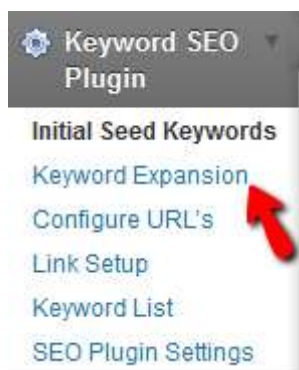 Keyword SEO
Plugin
Initial Seed Keywords
Keyword Expansion
Configure URL's
Link Setup
Keyword List
SEO Plugin Settings